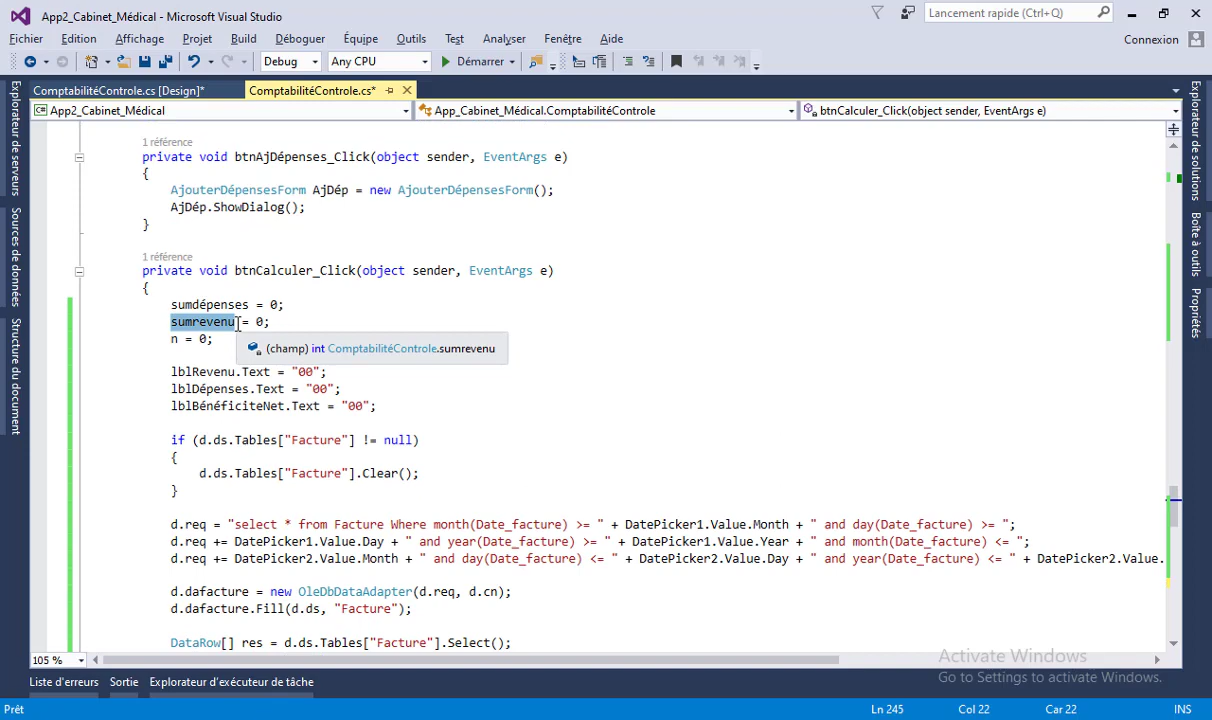 App2_Cabinet_Médical - Microsoft Visual Studio
Lancement rapide (Ctrl+Q)
Fichier Edition Affichage Projet Build Déboguer Équipe Outils Test Analyser Fenêtre Aide
Connexion
Debug Any CPU Démarrer
ComptabilitéControle.cs [Design]* ComptabilitéControle.cs*
App2_Cabinet_Médical App_Cabinet_Médical.ComptabilitéControle btnCalculer_Click(object sender, EventArgs e)
Explorateur de serveurs
Sources de données
Structure du document
1 référence
private void btnAjDépenses_Click(object sender, EventArgs e)
{
AjouterDépensesForm AjDép = new AjouterDépensesForm();
AjDép.ShowDialog();
}
1 référence
private void btnCalculer_Click(object sender, EventArgs e)
{
sumdépenses = 0;
sumrevenu = 0;
n = 0;
(champ) int ComptabilitéControle.sumrevenu
lblRevenu.Text = "00";
lblDépenses.Text = "00";
lblBénéficiteNet.Text = "00";
if (d.ds.Tables["Facture"] != null)
{
d.ds.Tables["Facture"].Clear();
}
d.req = "select * from Facture Where month(Date_facture) >= " + DatePicker1.Value.Month + " and day(Date_facture) >= ";
d.req += DatePicker1.Value.Day + " and year(Date_facture) >= " + DatePicker1.Value.Year + " and month(Date_facture) <= ";
d.req += DatePicker2.Value.Month + " and day(Date_facture) <= " + DatePicker2.Value.Day + " and year(Date_facture) <= " + DatePicker2.Value.
d.dafacture = new OleDbDataAdapter(d.req, d.cn);
d.dafacture.Fill(d.ds, "Facture");
DataRow[] res = d.ds.Tables["Facture"].Select();
Explorateur de solutions
Boîte à outils
Propriétés
105 %
Activate Windows
Go to Settings to activate Windows.
Liste d'erreurs Sortie Explorateur d'exécution de tâche
Prêt Ln 245 Col 22 Car 22 INS